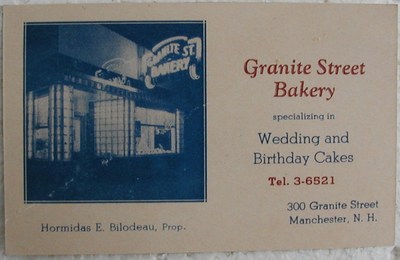 GRANITE ST.
BAKERY
Granite Street
Bakery
specializing in
Wedding and
Birthday Cakes
Tel. 3-6521
300 Granite Street
Manchester, N. H.
Hormidas E. Bilodeau, Prop.